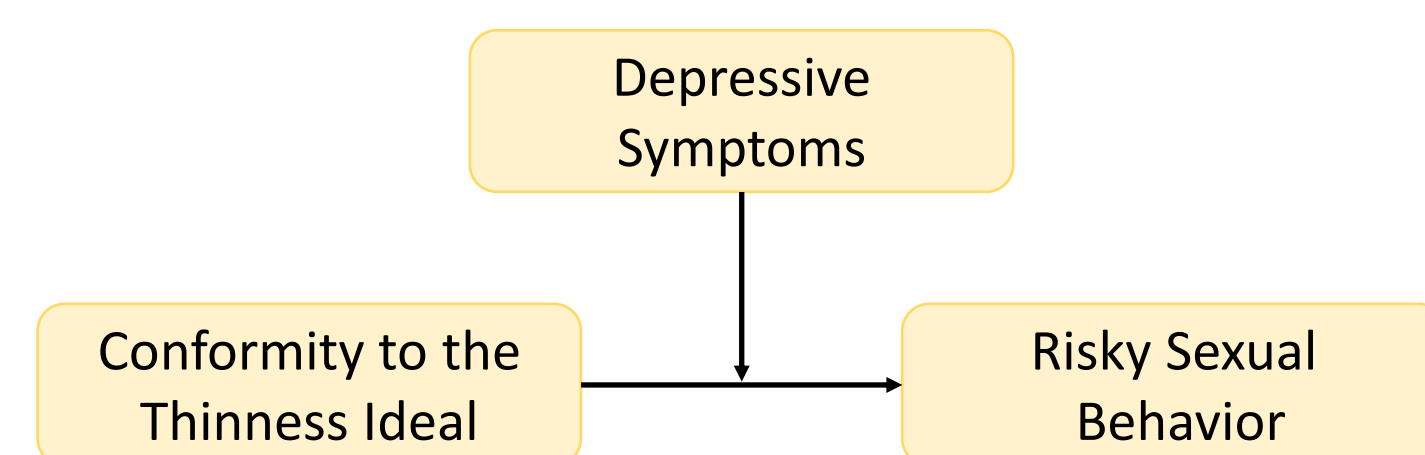 Depressive
Symptoms
Conformity to the
Thinness Ideal
Risky Sexual
Behavior